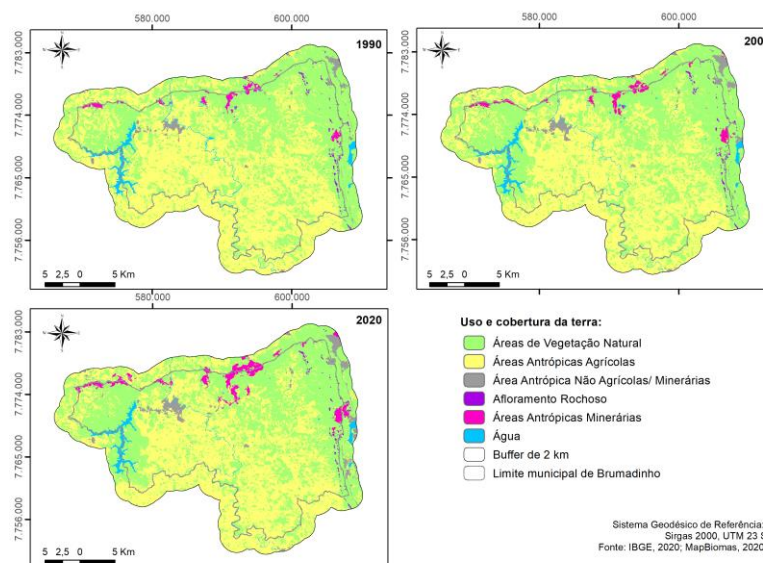 580.000 600.000
1990
7.783.000
7.774.000
7.765.000
7.756.000
5 2,5 0 5 Km
580.000 600.000
7.783.000
7.774.000
7.765.000
7.756.000
5 2,5 0 5 Km
580.000 600.000
2020
7.783.000
7.774.000
7.765.000
7.756.000
5 2,5 0 5 Km
580.000 600.000
Uso e cobertura da terra:
Áreas de Vegetação Natural
Áreas Antrópicas Agrícolas
Área Antrópica Não Agrícolas/ Minerárias
Afloramento Rochoso
Áreas Antrópicas Minerárias
Água
Buffer de 2 km
Limite municipal de Brumadinho
Sistema Geodésico de Referência:
Sirgas 2000, UTM 23 S
Fonte: IBGE, 2020; MapBiomas, 2020